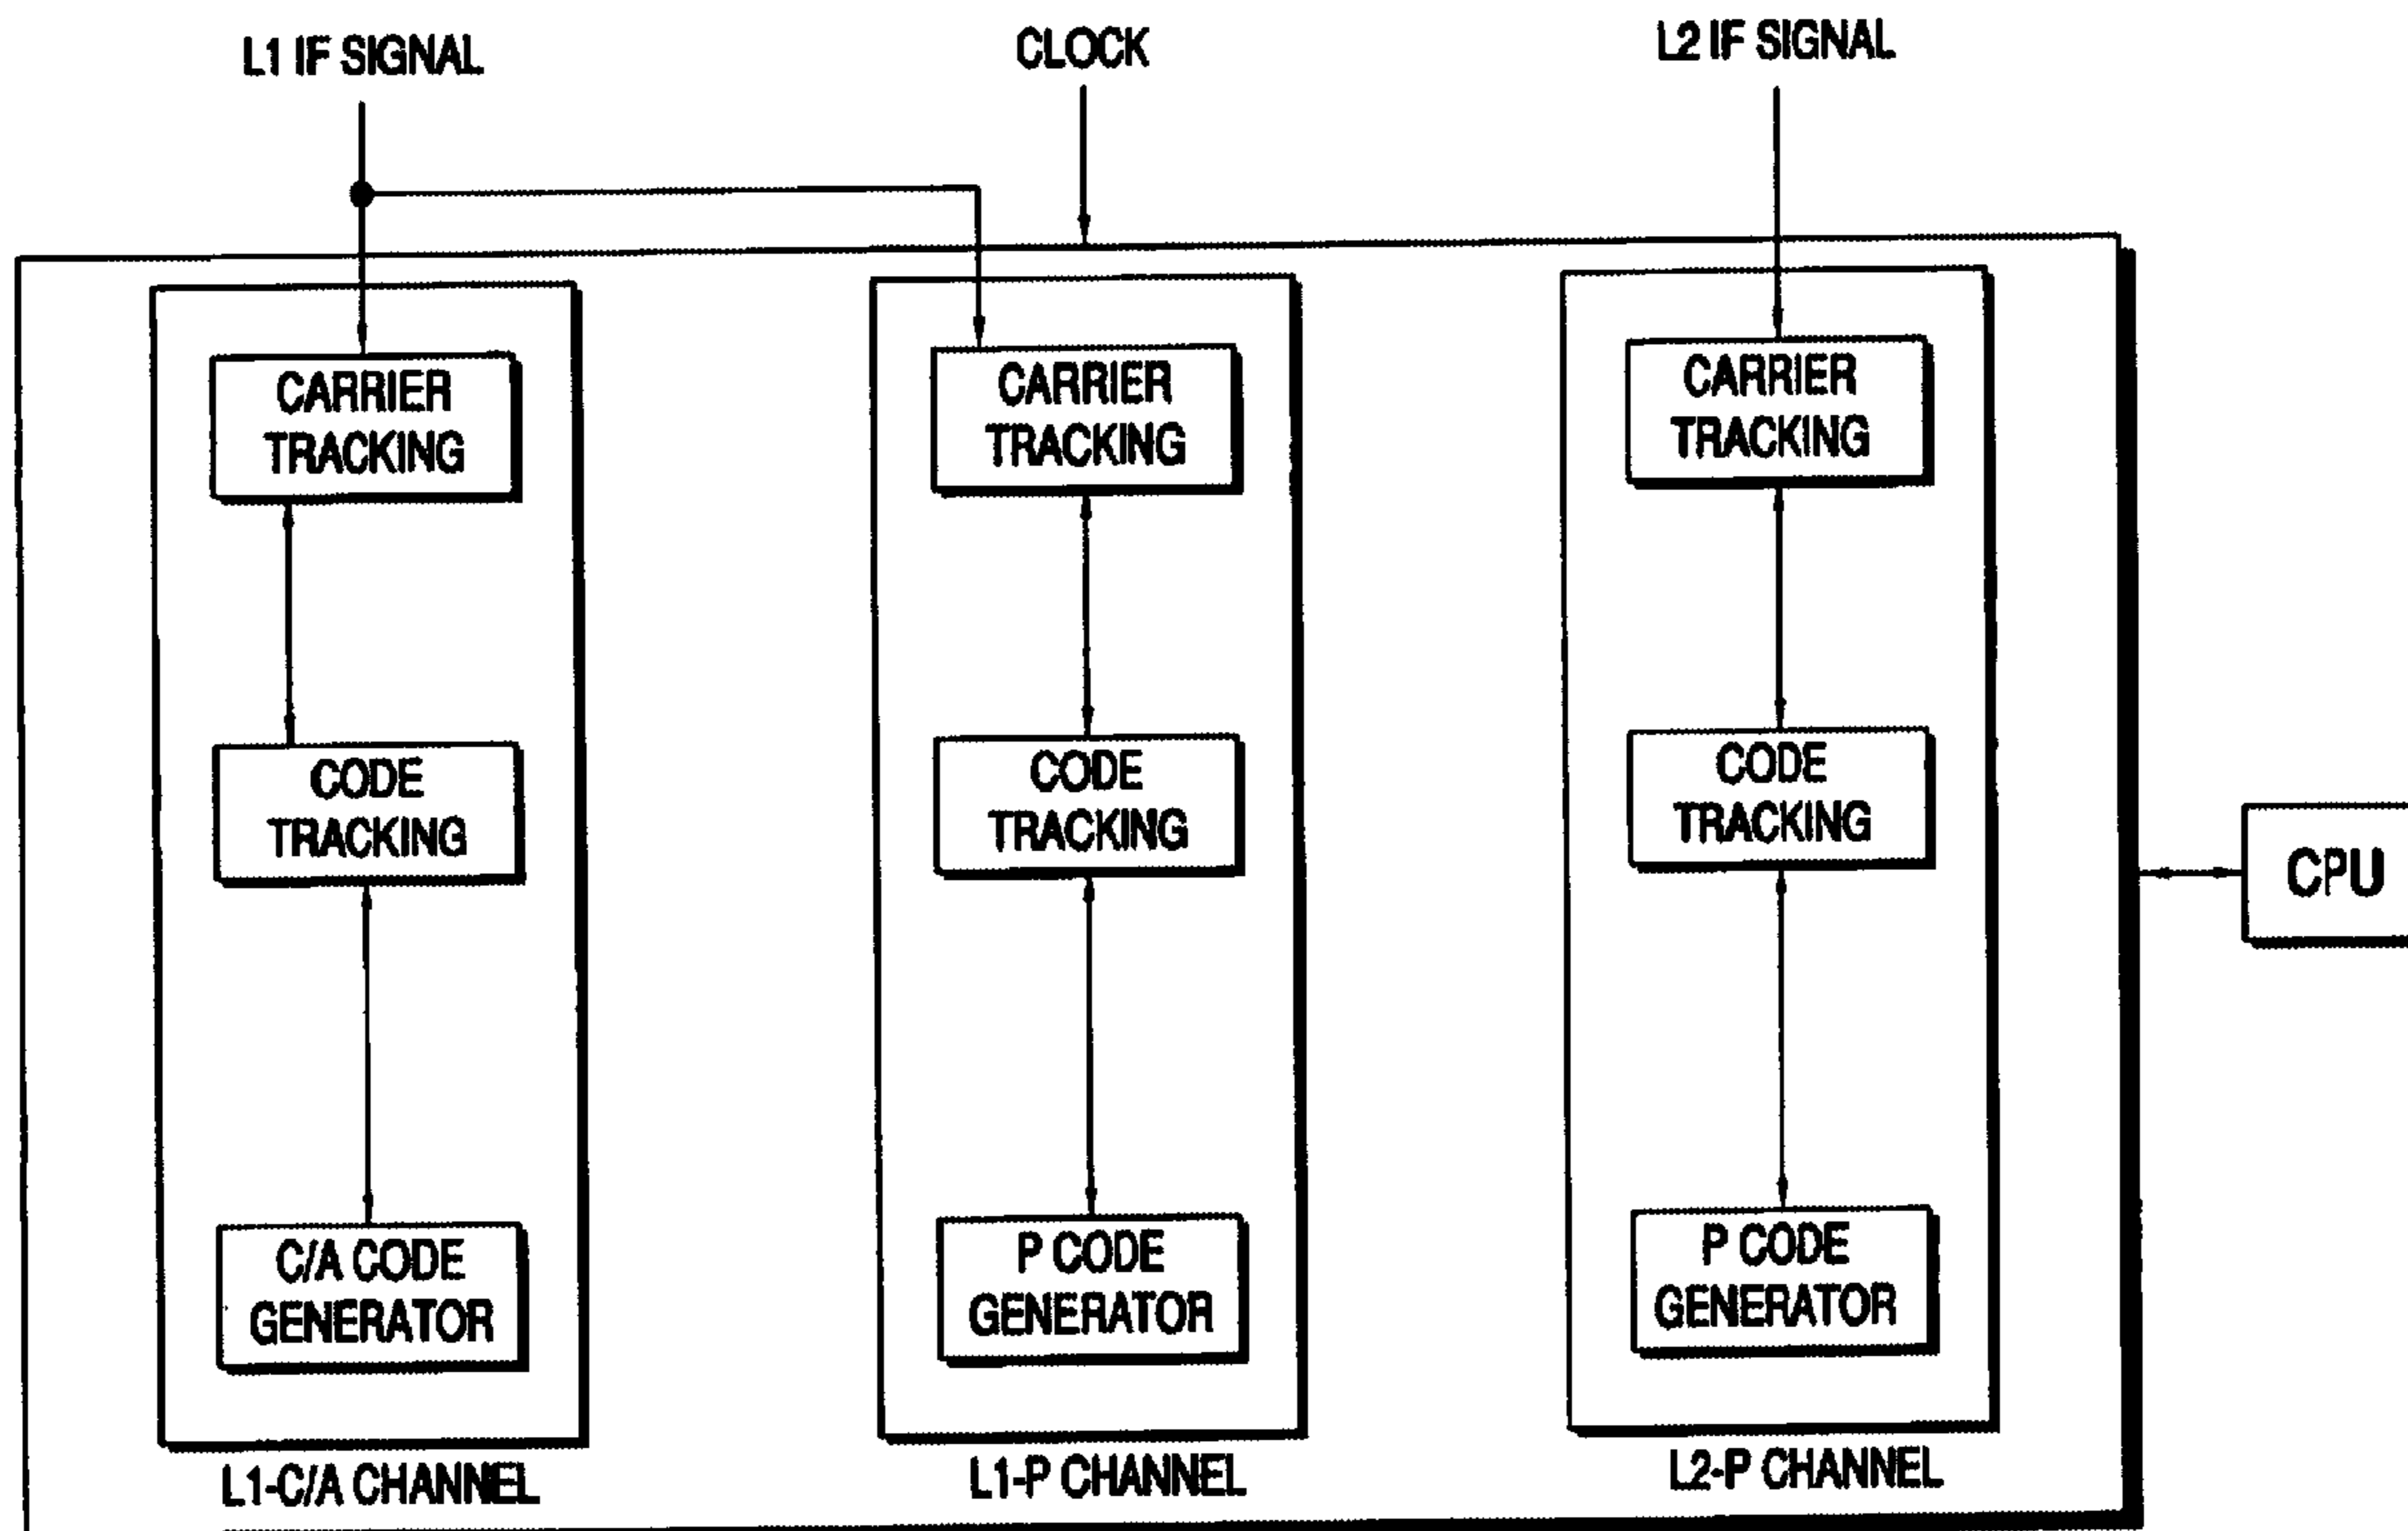 L1 IF SIGNAL
CLOCK
L2 IF SIGNAL
CARRIER
TRACKING
CARRIER
TRACKING
CARRIER
TRACKING
CODE
TRACKING
CODE
TRACKING
CODE
TRACKING
CPU
C/A CODE
GENERATOR
P CODE
GENERATOR
P CODE
GENERATOR
L1-C/A CHANNEL
L1-P CHANNEL
L2-P CHANNEL